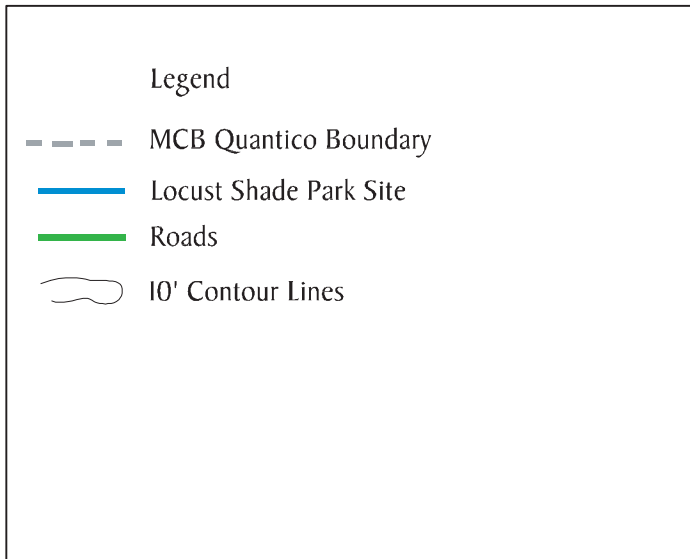 Legend
MCB Quantico Boundary
Locust Shade Park Site
Roads
10' Contour Lines